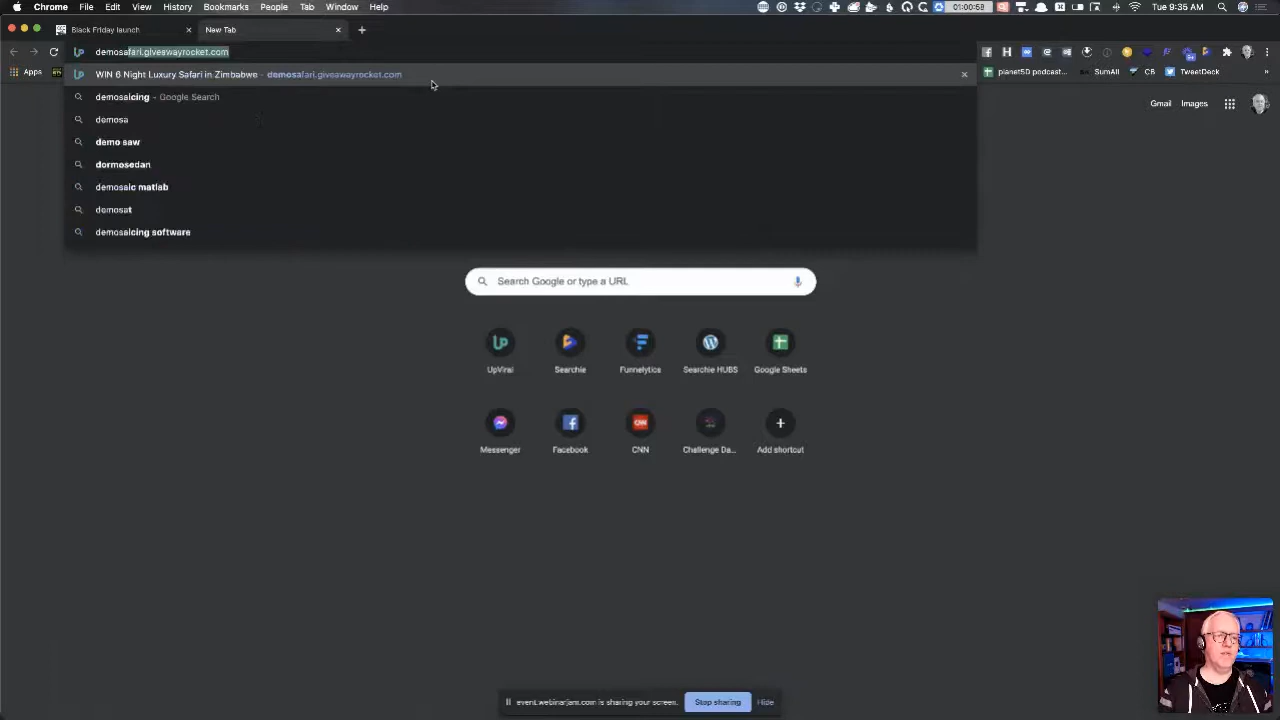 Chrome File Edit View History Bookmarks People Tab Window Help
01:00:59
Tue 9:35 AM
Black Friday launch
New Tab
demosafari.giveawayrocket.com
WIN 6 Night Luxury Safari in Zimbabwe - demosafari.giveawayrocket.com
demosaicing - Google Search
demosa
demo saw
dormosedan
demosaic matlab
demosat
demosaicing software
Apps
planet50 podcast...
SumAll
CB
TweetDeck
Gmail Images
Search Google or type a URL
UpViral
Searchie
Funnelytics
Searchie HUBS
Google Sheets
Messenger
Facebook
CNN
Challenge Da...
Add shortcut
event.webinarjam.com is sharing your screen.
Stop sharing
Hide